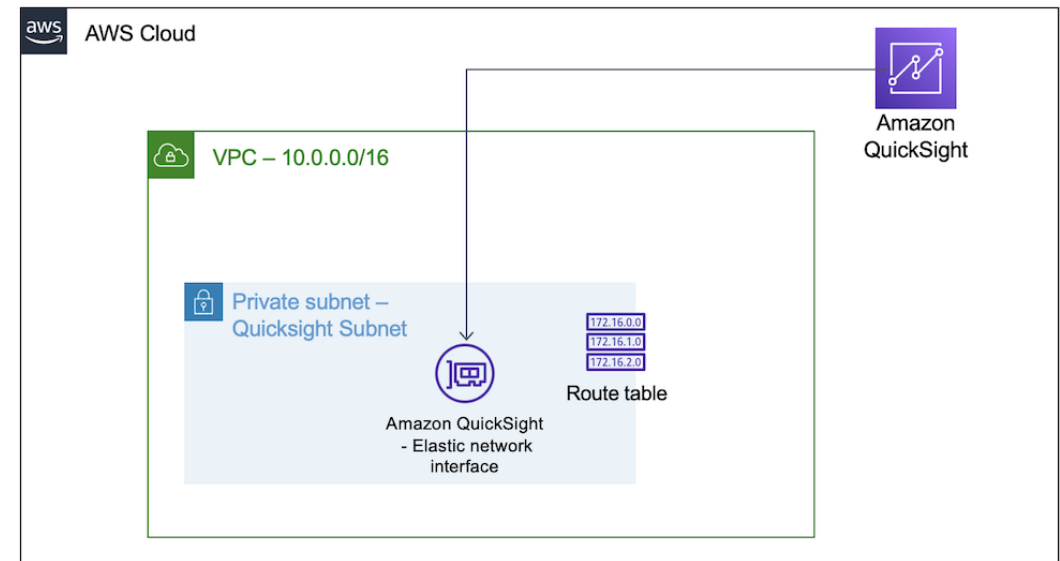 aws
AWS Cloud
Amazon
QuickSight
VPC – 10.0.0.0/16
Private subnet –
Quicksight Subnet
172.16.0.0
172.16.1.0
172.16.2.0
Route table
Amazon QuickSight
- Elastic network
interface